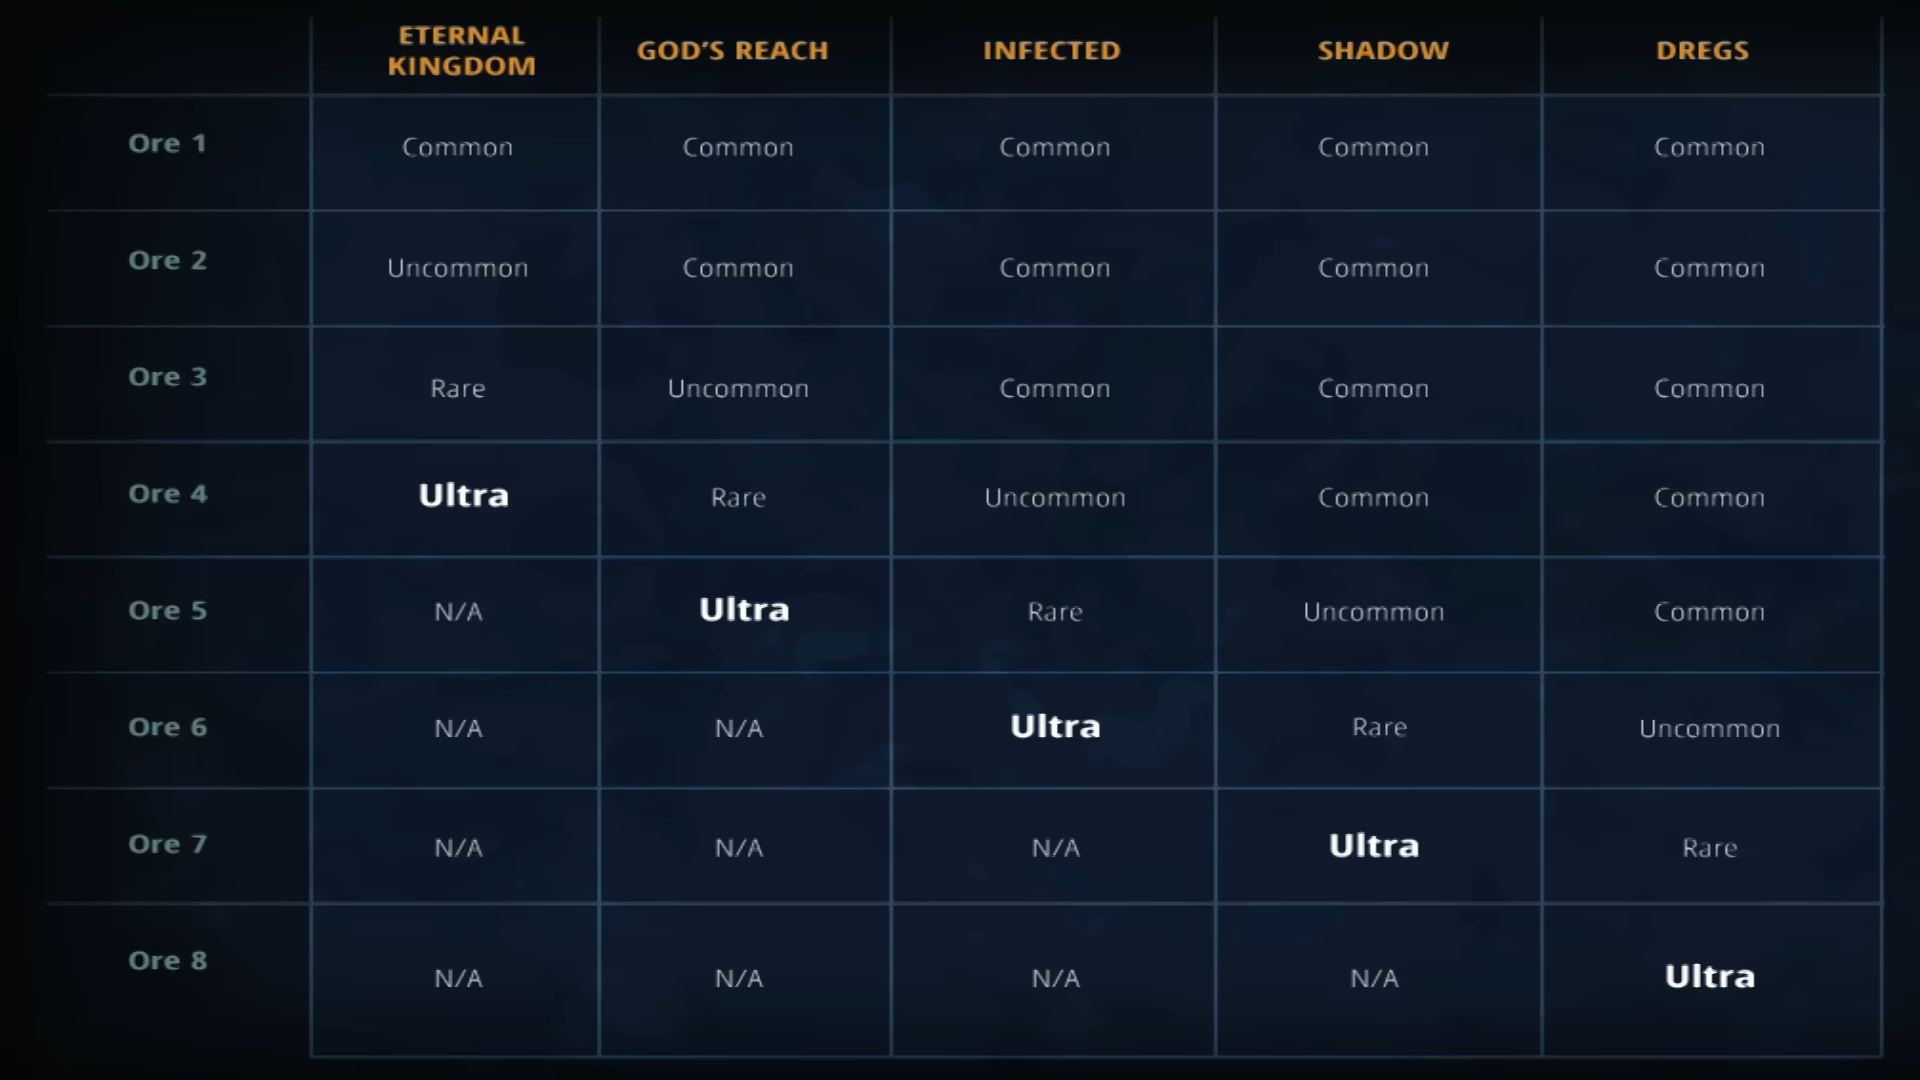 ETERNAL KINGDOM GOD'S REACH INFECTED SHADOW DREGS
Ore 1 Common Common Common Common Common
Ore 2 Uncommon Common Common Common Common
Ore 3 Rare Uncommon Common Common Common
Ore 4 Ultra Rare Uncommon Common Common
Ore 5 N/A Ultra Rare Uncommon Common
Ore 6 N/A N/A Ultra Rare Uncommon
Ore 7 N/A N/A N/A Ultra Rare
Ore 8 N/A N/A N/A N/A Ultra